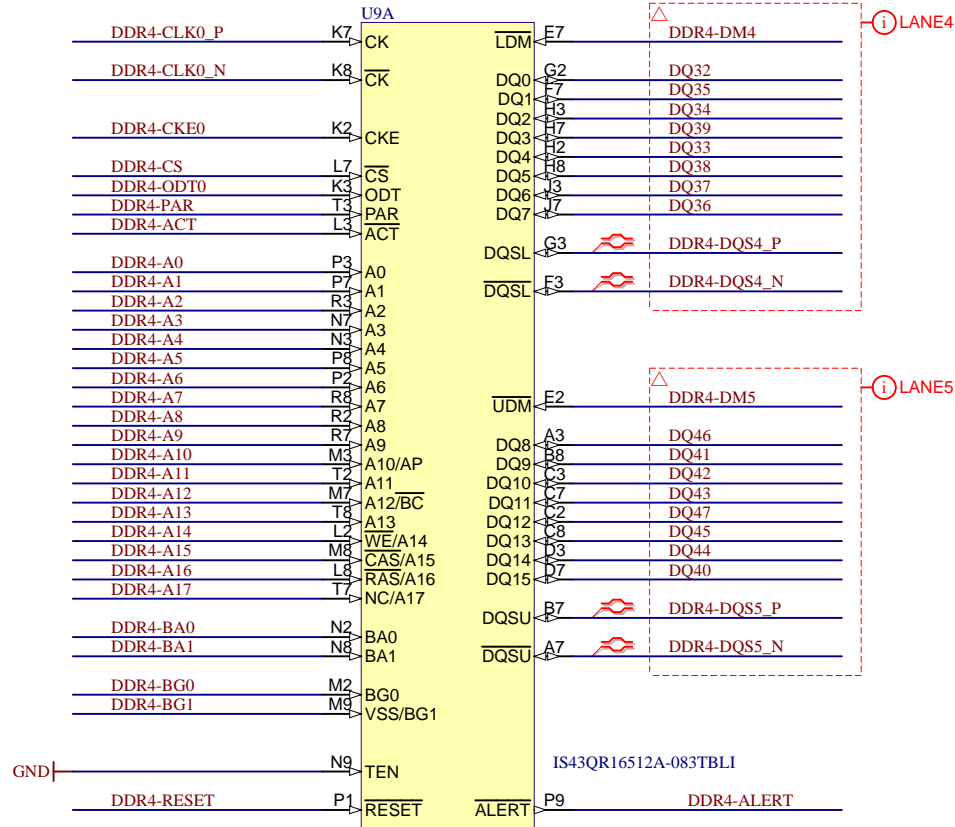 U9A
DDR4-CLK0_P K7 CK LDM E7 DDR4-DM4 i LANE4
DDR4-CLK0_N K8 CK DQ0 G2 DQ32
DQ1 F7 DQ35
DQ2 H3 DQ34
DDR4-CKE0 K2 CKE DQ3 H7 DQ39
DQ4 H2 DQ33
DDR4-CS L7 CS DQ5 H8 DQ38
DDR4-ODT0 K3 ODT DQ6 J3 DQ37
DDR4-PAR T3 PAR DQ7 J7 DQ36
DDR4-ACT L3 ACT
DQSL G3 DDR4-DQS4_P
DDR4-A0 P3 A0
DDR4-A1 P7 A1 DQSL F3 DDR4-DQS4_N
DDR4-A2 R3 A2
DDR4-A3 N7 A3
DDR4-A4 N3 A4
DDR4-A5 P8 A5
DDR4-A6 P2 A6 i LANE5
DDR4-A7 R8 A7 UDM E2 DDR4-DM5
DDR4-A8 R2 A8
DDR4-A9 R7 A9 DQ8 A3 DQ46
DDR4-A10 M3 A10/AP DQ9 B8 DQ41
DDR4-A11 T2 A11 DQ10 C3 DQ42
DDR4-A12 M7 A12/BC DQ11 C7 DQ43
DDR4-A13 T8 A13 DQ12 C2 DQ47
DDR4-A14 L2 WE/A14 DQ13 C8 DQ45
DDR4-A15 M8 CAS/A15 DQ14 D3 DQ44
DDR4-A16 L8 RAS/A16 DQ15 D7 DQ40
DDR4-A17 T7 NC/A17
DQSU B7 DDR4-DQS5_P
DDR4-BA0 N2 BA0
DDR4-BA1 N8 BA1 DQSU A7 DDR4-DQS5_N
DDR4-BG0 M2 BG0
DDR4-BG1 M9 VSS/BG1
GND N9 TEN IS43QR16512A-083TBLI
DDR4-RESET P1 RESET ALERT P9 DDR4-ALERT